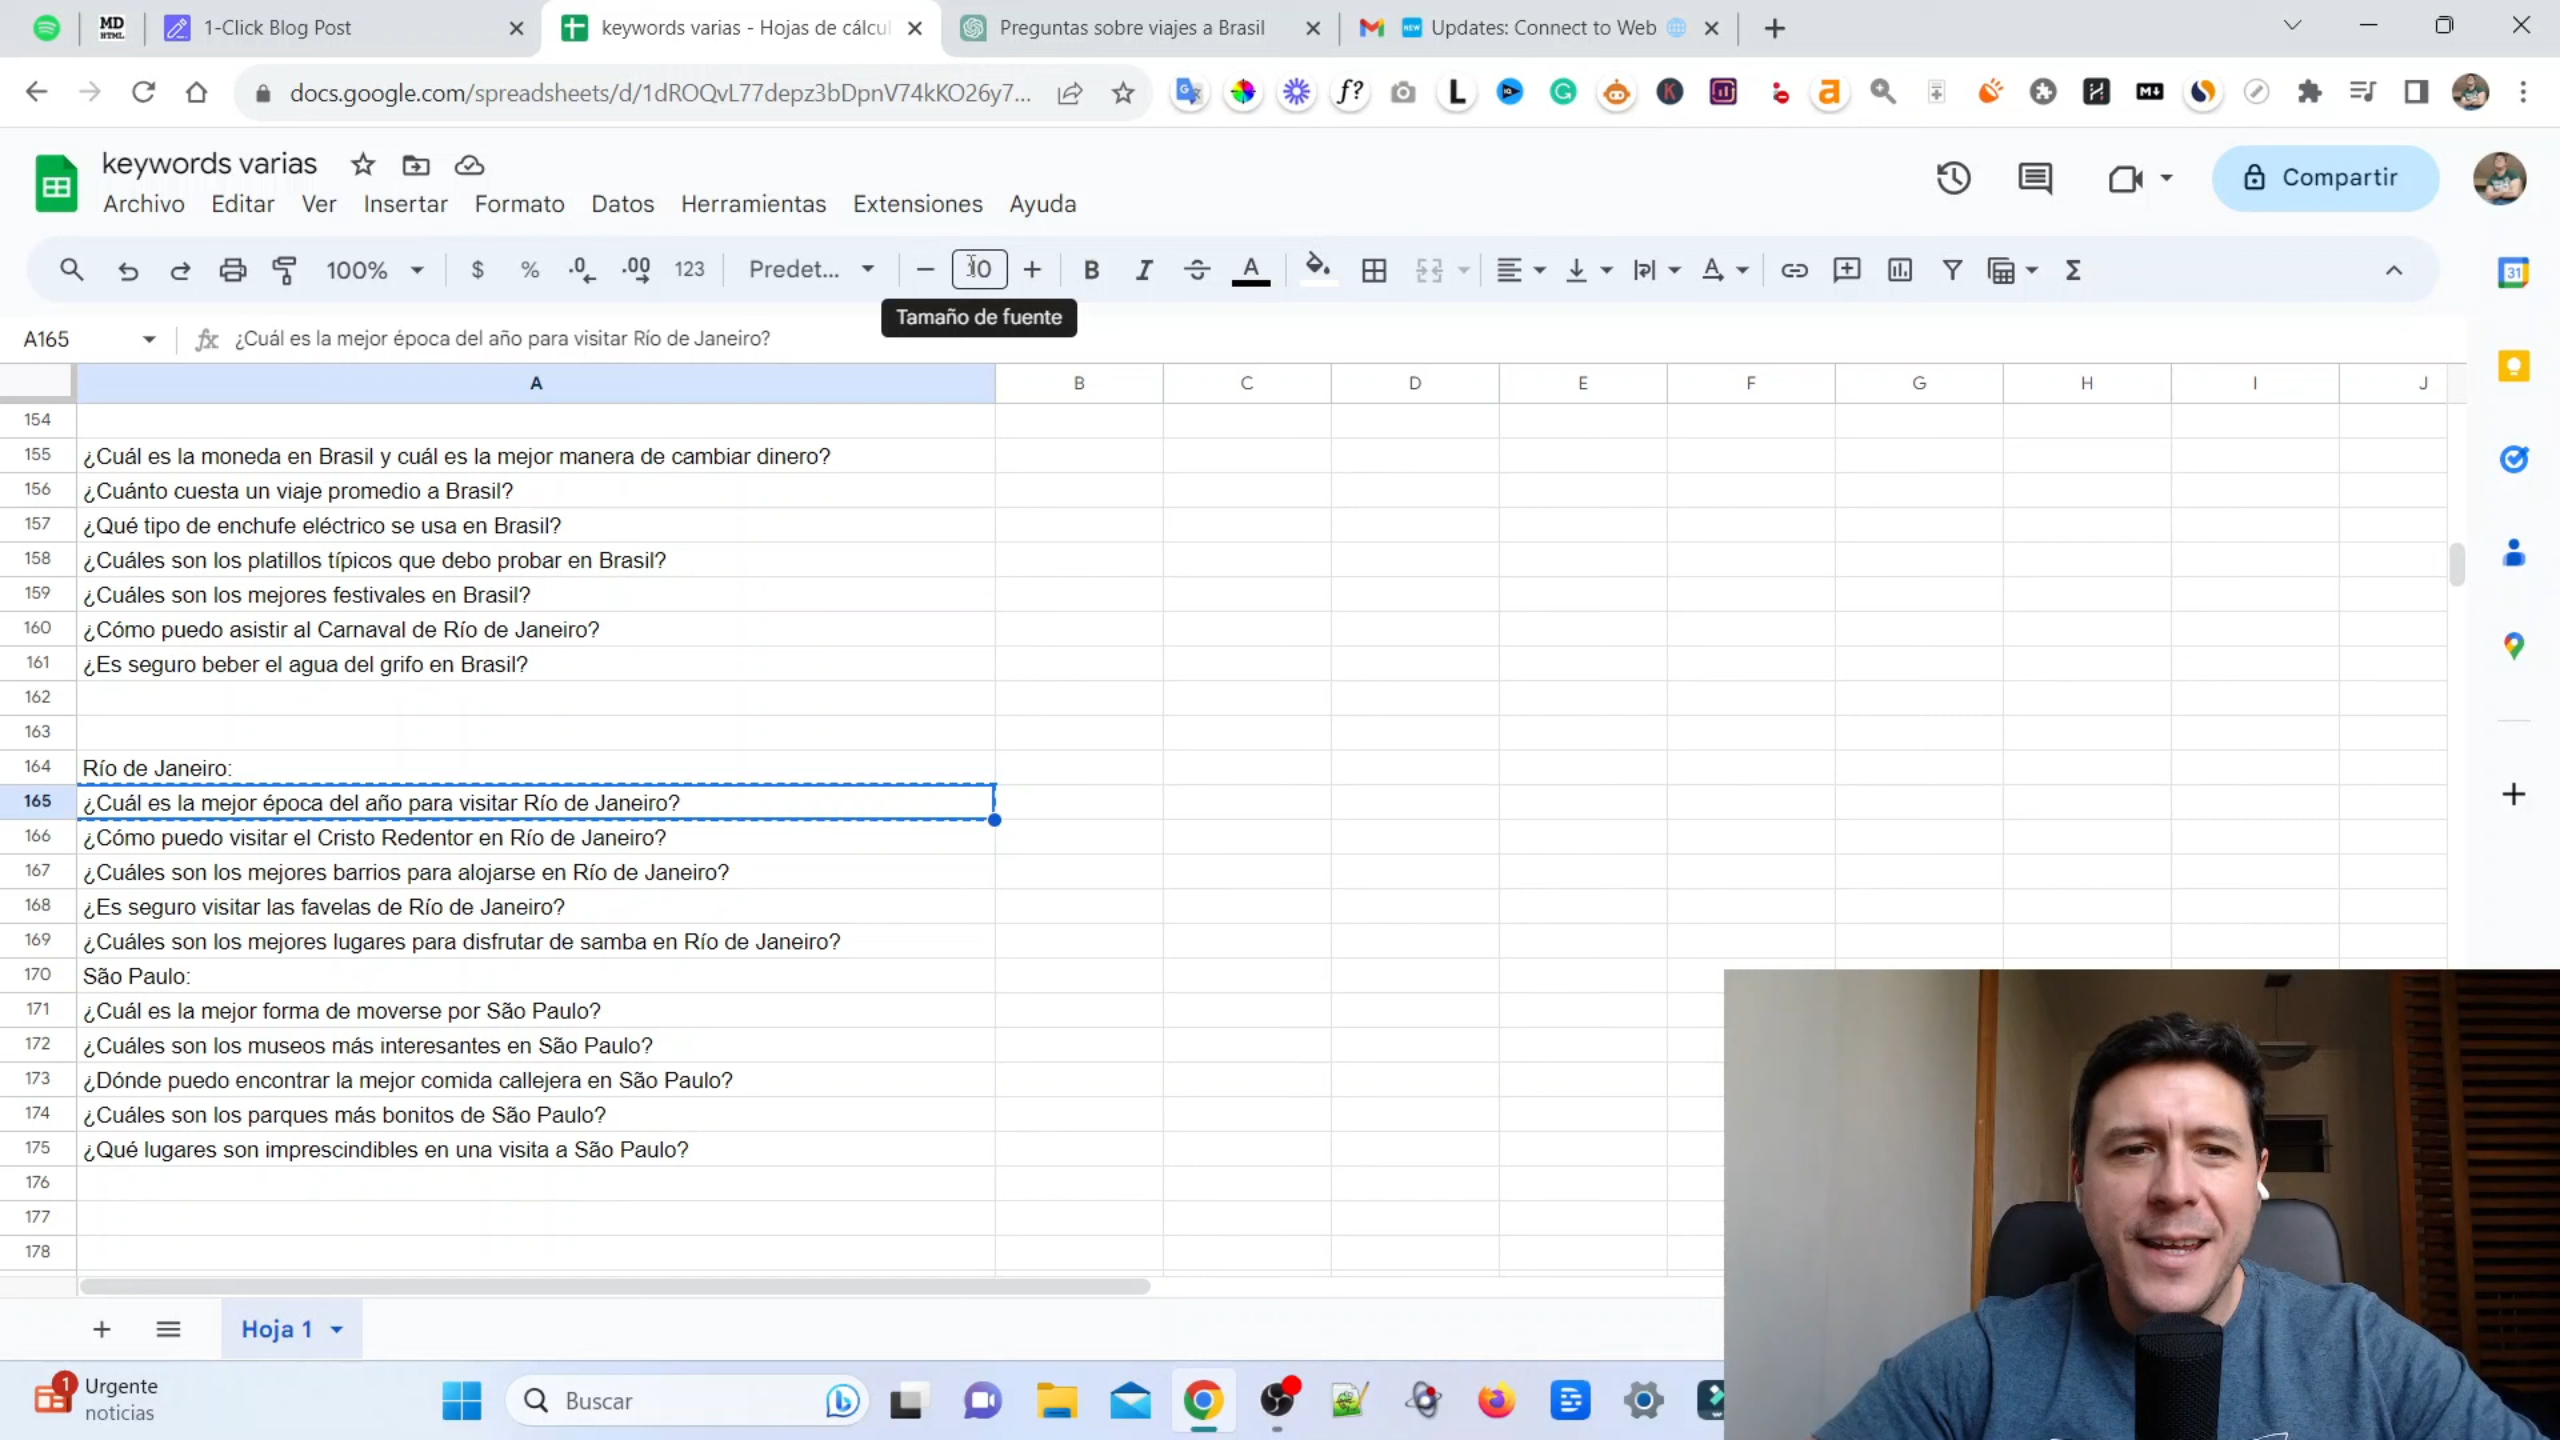 MD
HTML
1-Click Blog Post
keywords varias - Hojas de cálcul
Preguntas sobre viajes a Brasil
NEW
Updates: Connect to Web
docs.google.com/spreadsheets/d/1dROQvL77depz3bDpnV74kKO26y7...
keywords varias
Archivo Editar Ver Insertar Formato Datos Herramientas Extensiones Ayuda
Compartir
100%
$ % .0 .00 123
Predet...
10
B I S A
Tamaño de fuente
A165
fx
¿Cuál es la mejor época del año para visitar Río de Janeiro?
A B C D E F G H I J
154
155 ¿Cuál es la moneda en Brasil y cuál es la mejor manera de cambiar dinero?
156 ¿Cuánto cuesta un viaje promedio a Brasil?
157 ¿Qué tipo de enchufe eléctrico se usa en Brasil?
158 ¿Cuáles son los platillos típicos que debo probar en Brasil?
159 ¿Cuáles son los mejores festivales en Brasil?
160 ¿Cómo puedo asistir al Carnaval de Río de Janeiro?
161 ¿Es seguro beber el agua del grifo en Brasil?
162
163
164 Río de Janeiro:
165 ¿Cuál es la mejor época del año para visitar Río de Janeiro?
166 ¿Cómo puedo visitar el Cristo Redentor en Río de Janeiro?
167 ¿Cuáles son los mejores barrios para alojarse en Río de Janeiro?
168 ¿Es seguro visitar las favelas de Río de Janeiro?
169 ¿Cuáles son los mejores lugares para disfrutar de samba en Río de Janeiro?
170 São Paulo:
171 ¿Cuál es la mejor forma de moverse por São Paulo?
172 ¿Cuáles son los museos más interesantes en São Paulo?
173 ¿Dónde puedo encontrar la mejor comida callejera en São Paulo?
174 ¿Cuáles son los parques más bonitos de São Paulo?
175 ¿Qué lugares son imprescindibles en una visita a São Paulo?
176
177
178
31
Hoja 1
1
Urgente
noticias
Buscar